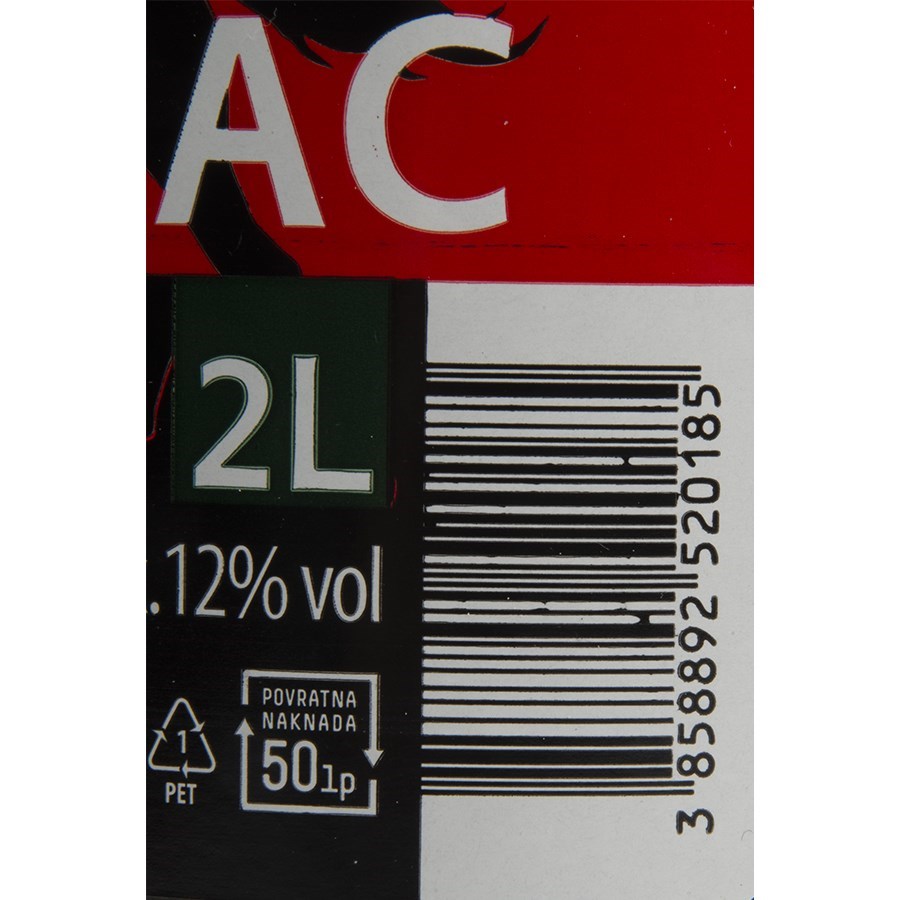 AC
2L
.12% vol
POVRATNA
NAKNADA
50lp
1
PET
3 858892 520185